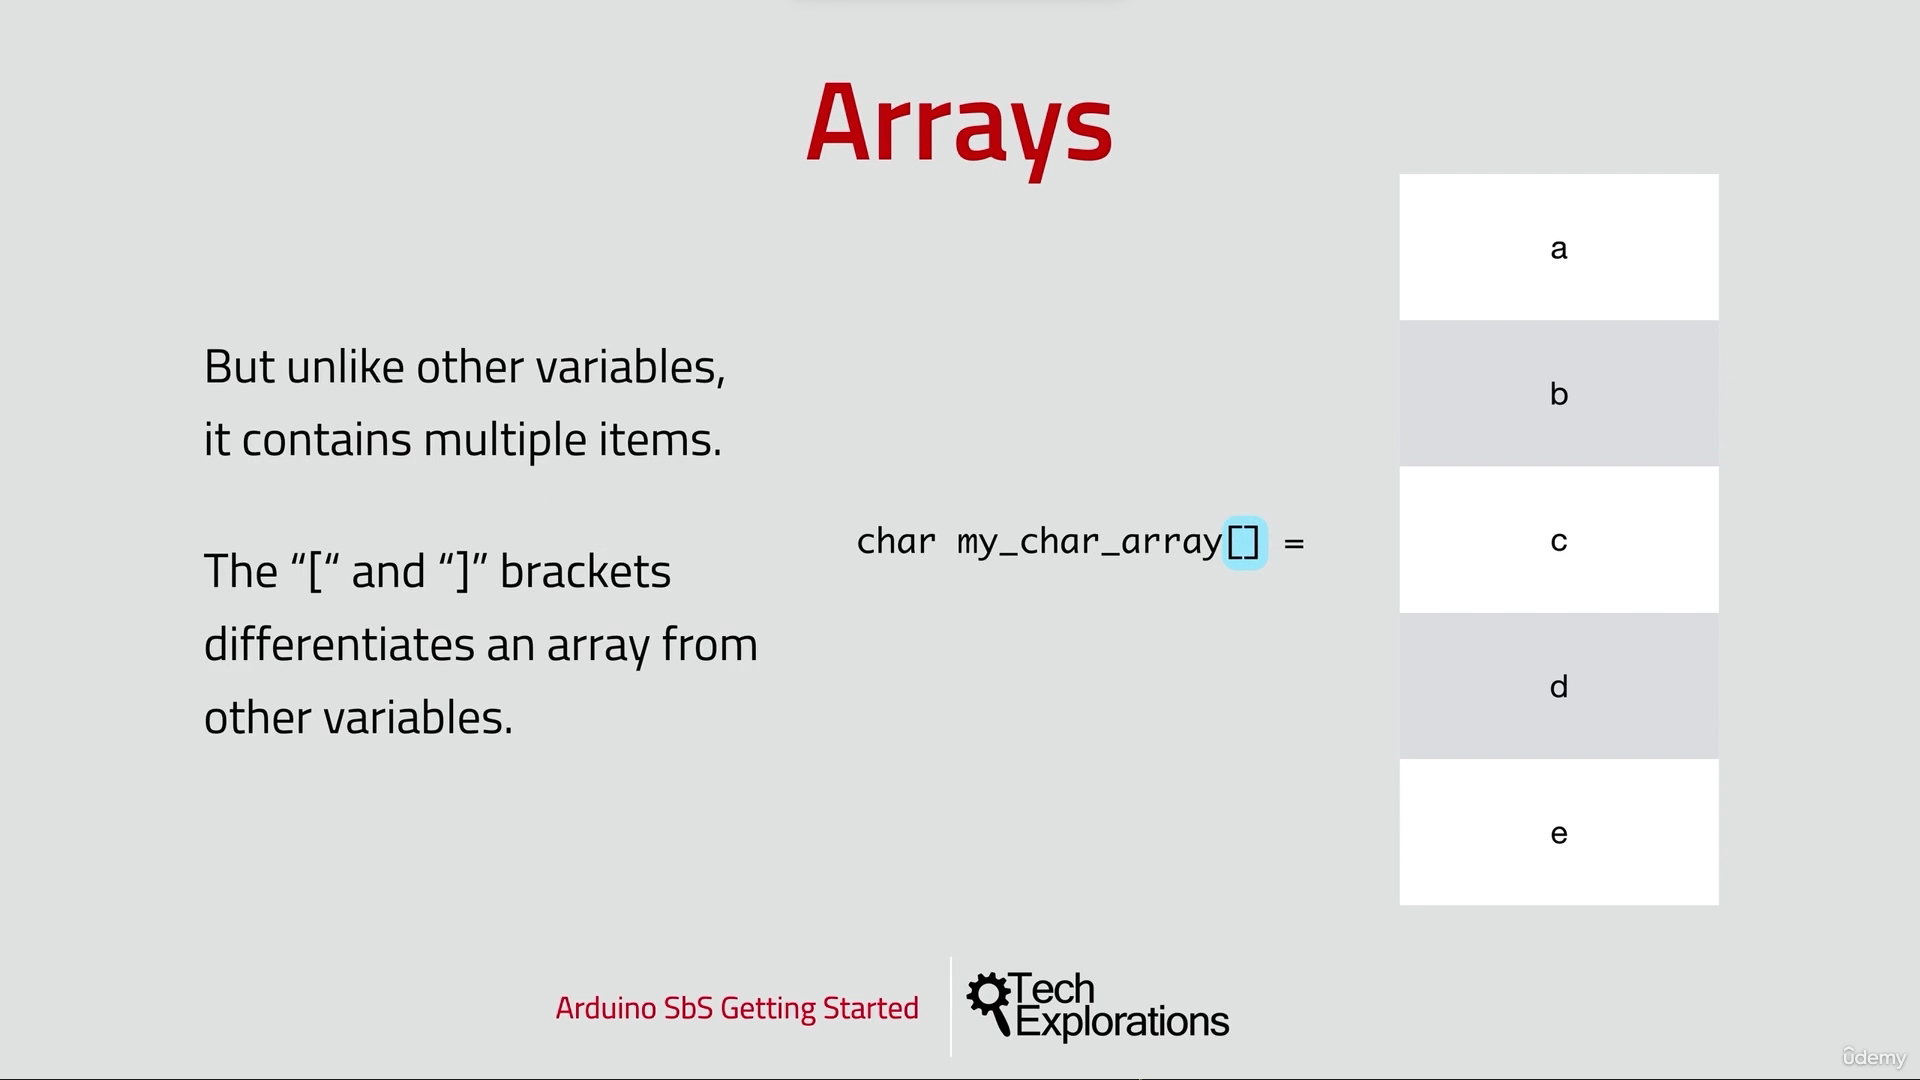 Arrays
But unlike other variables,
it contains multiple items.
The “[“ and “]” brackets
differentiates an array from
other variables.
char my_char_array[] =
a
b
c
d
e
Arduino SbS Getting Started
Tech
Explorations
ûdemy